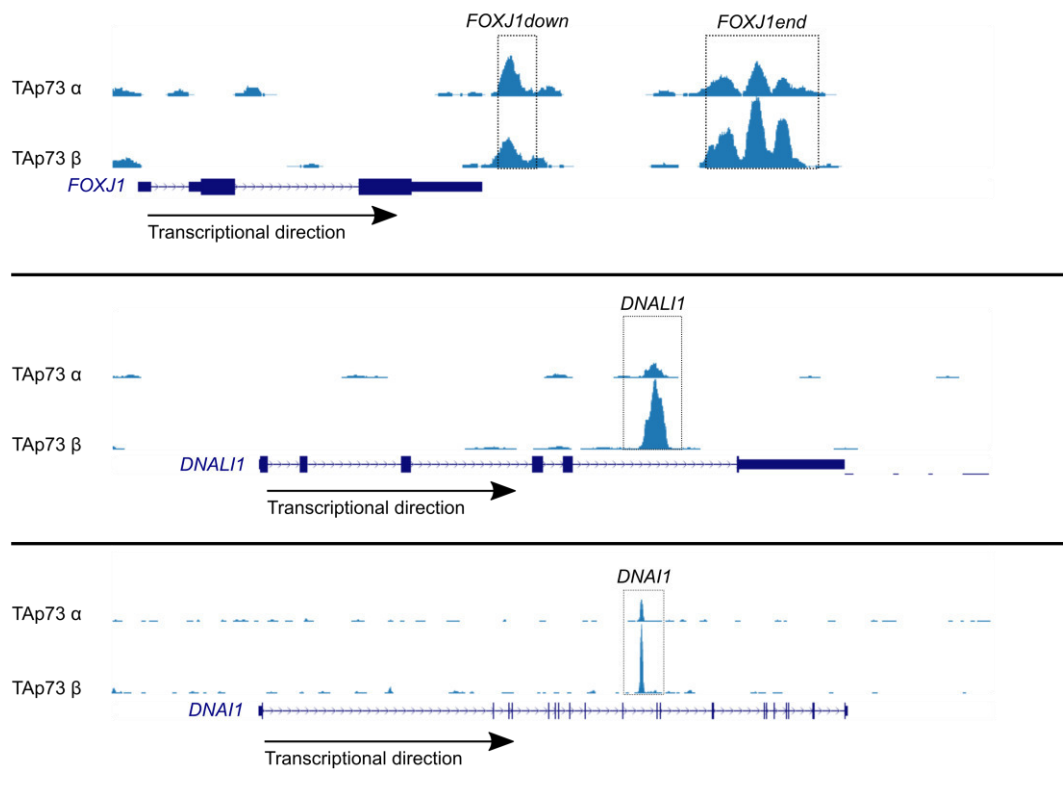 FOXJ1down FOXJ1end
TAp73 α
TAp73 β
FOXJ1
Transcriptional direction
DNALI1
TAp73 α
TAp73 β
DNALI1
Transcriptional direction
DNAI1
TAp73 α
TAp73 β
DNAI1
Transcriptional direction